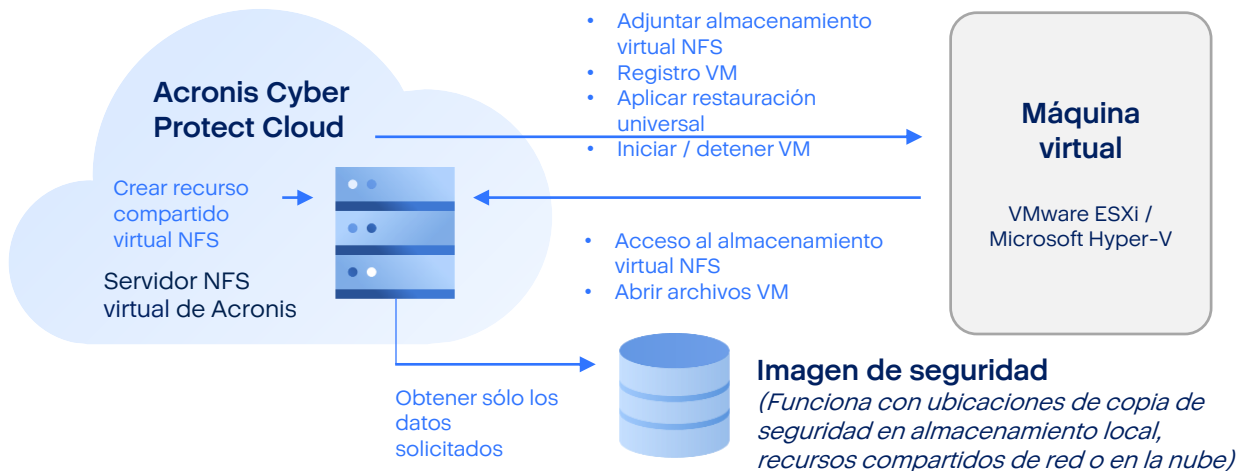 • Adjuntar almacenamiento
virtual NFS
• Registro VM
• Aplicar restauración
universal
• Iniciar / detener VM
Acronis Cyber
Protect Cloud
Máquina
virtual
VMware ESXi /
Microsoft Hyper-V
Crear recurso
compartido
virtual NFS
Servidor NFS
virtual de Acronis
• Acceso al almacenamiento
virtual NFS
• Abrir archivos VM
Obtener sólo los
datos
solicitados
Imagen de seguridad
(Funciona con ubicaciones de copia de
seguridad en almacenamiento local,
recursos compartidos de red o en la nube)